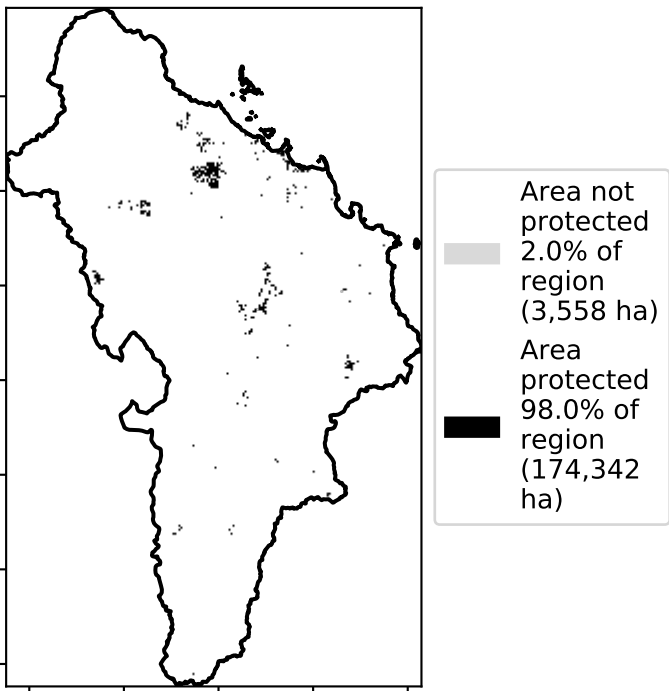 Area not
protected
2.0% of
region
(3,558 ha)
Area
protected
98.0% of
region
(174,342
ha)